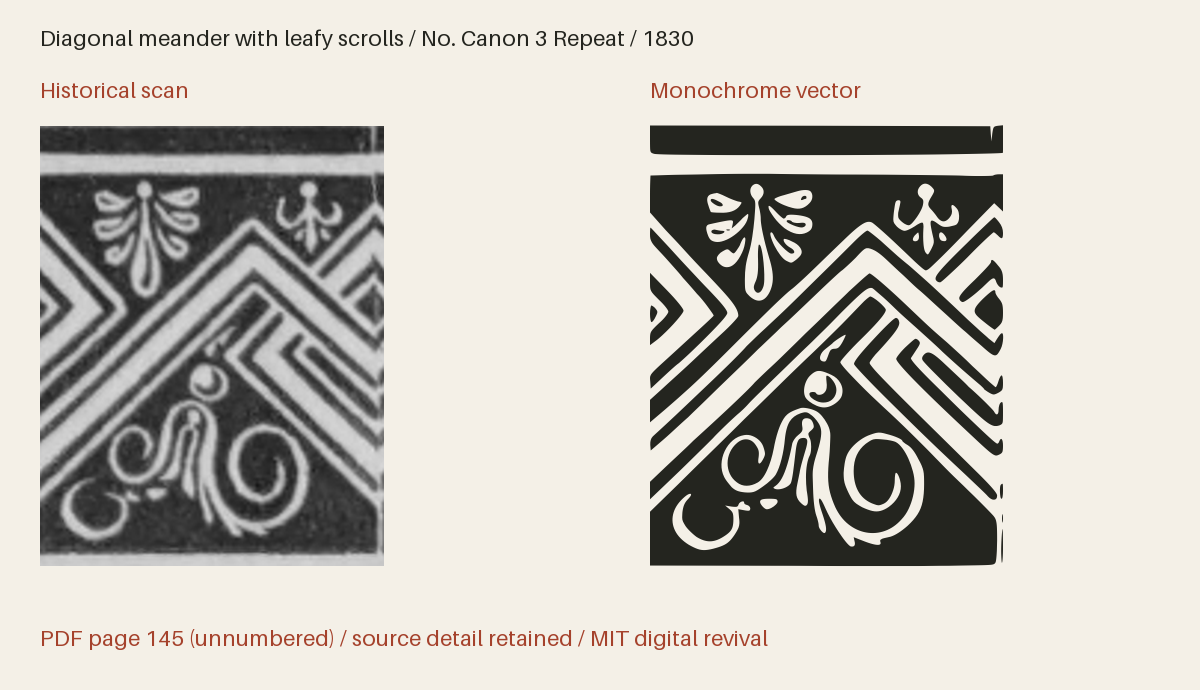 Diagonal meander with leafy scrolls / No. Canon 3 Repeat / 1830
Historical scan
Monochrome vector
PDF page 145 (unnumbered) / source detail retained / MIT digital revival